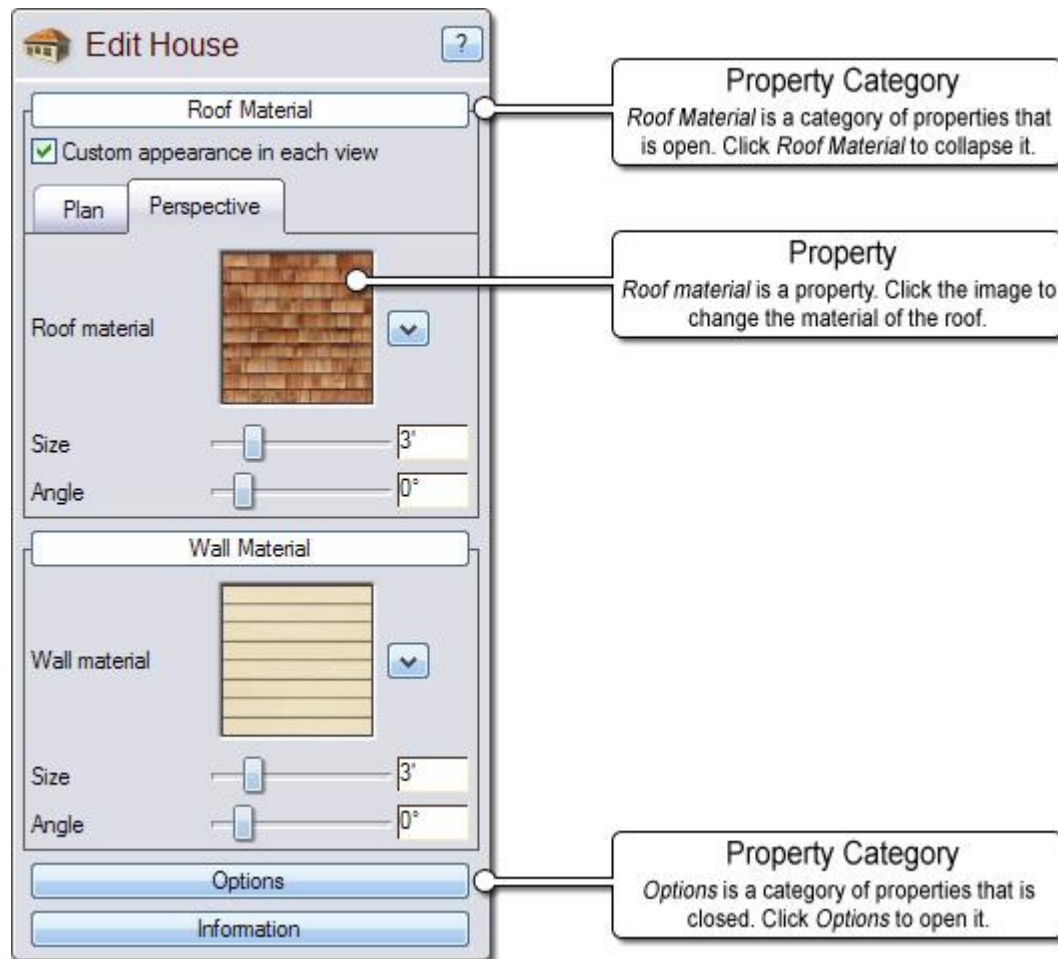 Edit House
?
Roof Material
Custom appearance in each view
Plan
Perspective
Roof material
Size
3'
Angle
0°
Wall Material
Wall material
Size
3'
Angle
0°
Options
Information
Property Category
Roof Material is a category of properties that
is open. Click Roof Material to collapse it.
Property
Roof material is a property. Click the image to
change the material of the roof.
Property Category
Options is a category of properties that is
closed. Click Options to open it.